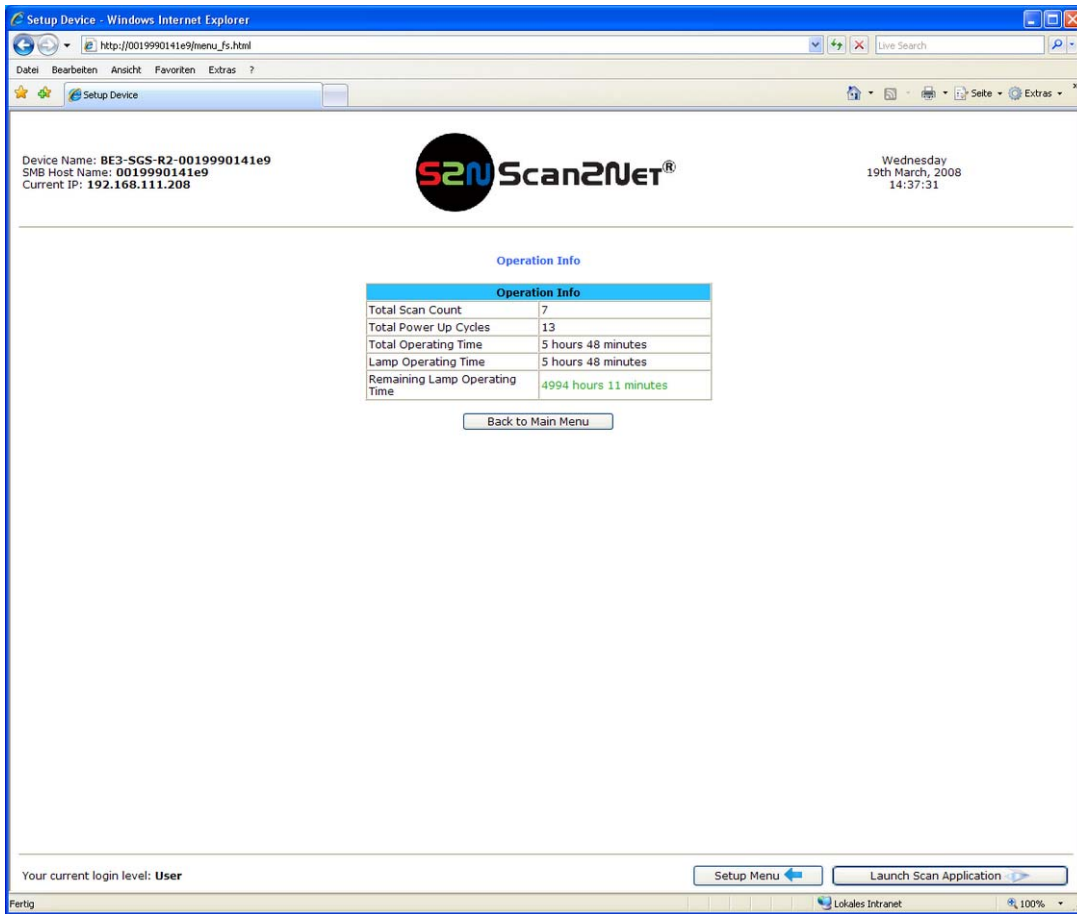 Setup Device - Windows Internet Explorer
http://0019990141e9/menu_fs.html
Live Search
Datei Bearbeiten Ansicht Favoriten Extras ?
Setup Device
Seite
Extras
Device Name: BE3-SGS-R2-0019990141e9
SMB Host Name: 0019990141e9
Current IP: 192.168.111.208
S2N Scan2Net®
Wednesday
19th March, 2008
14:37:31
Operation Info
Operation Info
Total Scan Count 7
Total Power Up Cycles 13
Total Operating Time 5 hours 48 minutes
Lamp Operating Time 5 hours 48 minutes
Remaining Lamp Operating
Time
4994 hours 11 minutes
Back to Main Menu
Your current login level: User
Setup Menu
Launch Scan Application
Fertig
Lokales Intranet
100%